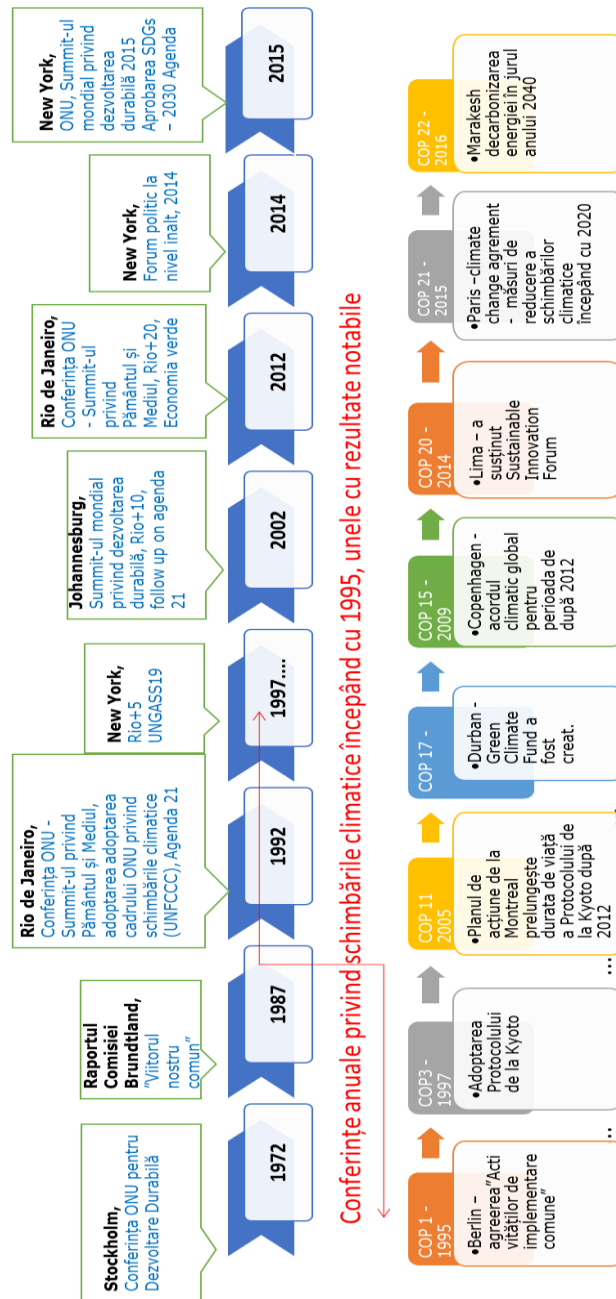 Stockholm,
Conferința ONU pentru
Dezvoltare Durabilă
1972
Raportul
Comisiei
Brundtland,
"Viitorul
nostru
comun"
1987
Rio de Janeiro,
Conferința ONU -
Summit-ul privind
Pământul și Mediul,
adoptarea adoptarea
cadrului ONU privind
schimbările climatice
(UNFCCC), Agenda 21
1992
New York,
Rio+5
UNGASS19
1997....
Johannesburg,
Summit-ul mondial
privind dezvoltarea
durabilă, Rio+10,
follow up on agenda
21
2002
Rio de Janeiro,
Conferința ONU
- Summit-ul
privind
Pământul și
Mediul, Rio+20,
Economia verde
2012
New York,
Forum politic la
nivel inalt, 2014
2014
New York,
ONU, Summit-ul
mondial privind
dezvoltarea
durabilă 2015
Aprobarea SDGs
– 2030 Agenda
2015
Conferințe anuale privind schimbările climatice începând cu 1995, unele cu rezultate notabile
COP 1 -
1995
•Berlin –
agreerea"Acti
vităților de
implementare
comune"
..
COP3 -
1997
•Adoptarea
Protocolului
de la Kyoto
...
COP 11
2005
•Planul de
acțiune de la
Montreal
prelungește
durata de viață
a Protocolului de
la Kyoto după
2012
COP 17 -
•Durban -
Green
Climate
Fund a
fost
creat.
COP 15 -
2009
•Copenhagen -
acordul
climatic global
pentru
perioada de
după 2012
COP 20 -
2014
•Lima – a
susținut
Sustainable
Innovation
Forum
COP 21 -
2015
•Paris –climate
change agrement
- măsuri de
reducere a
schimbărilor
climatice
începând cu 2020
COP 22 -
2016
•Marakesh
decarbonizarea
energiei în jurul
anului 2040